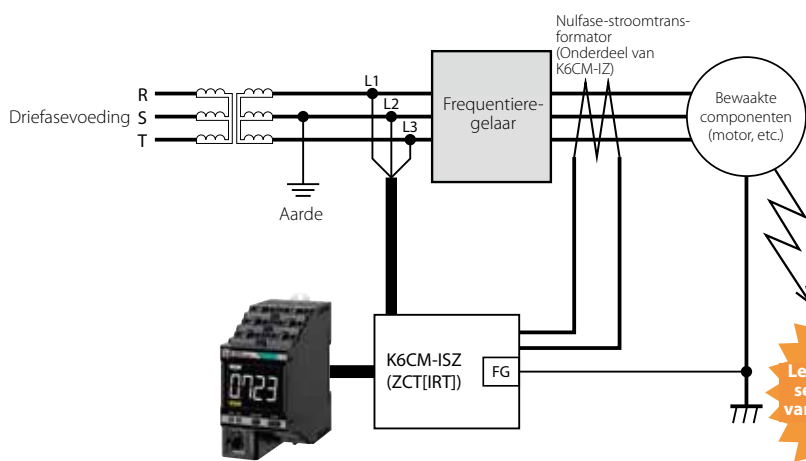 Nulfase-stroomtrans-
formator
(Onderdeel van
K6CM-IZ)
L1
L2
L3
R
Driefasevoeding S
T
Frequentiere-
gelaar
Bewaakte
componenten
(motor, etc.)
Aarde
K6CM-ISZ
(ZCT[IRT])
FG
0723